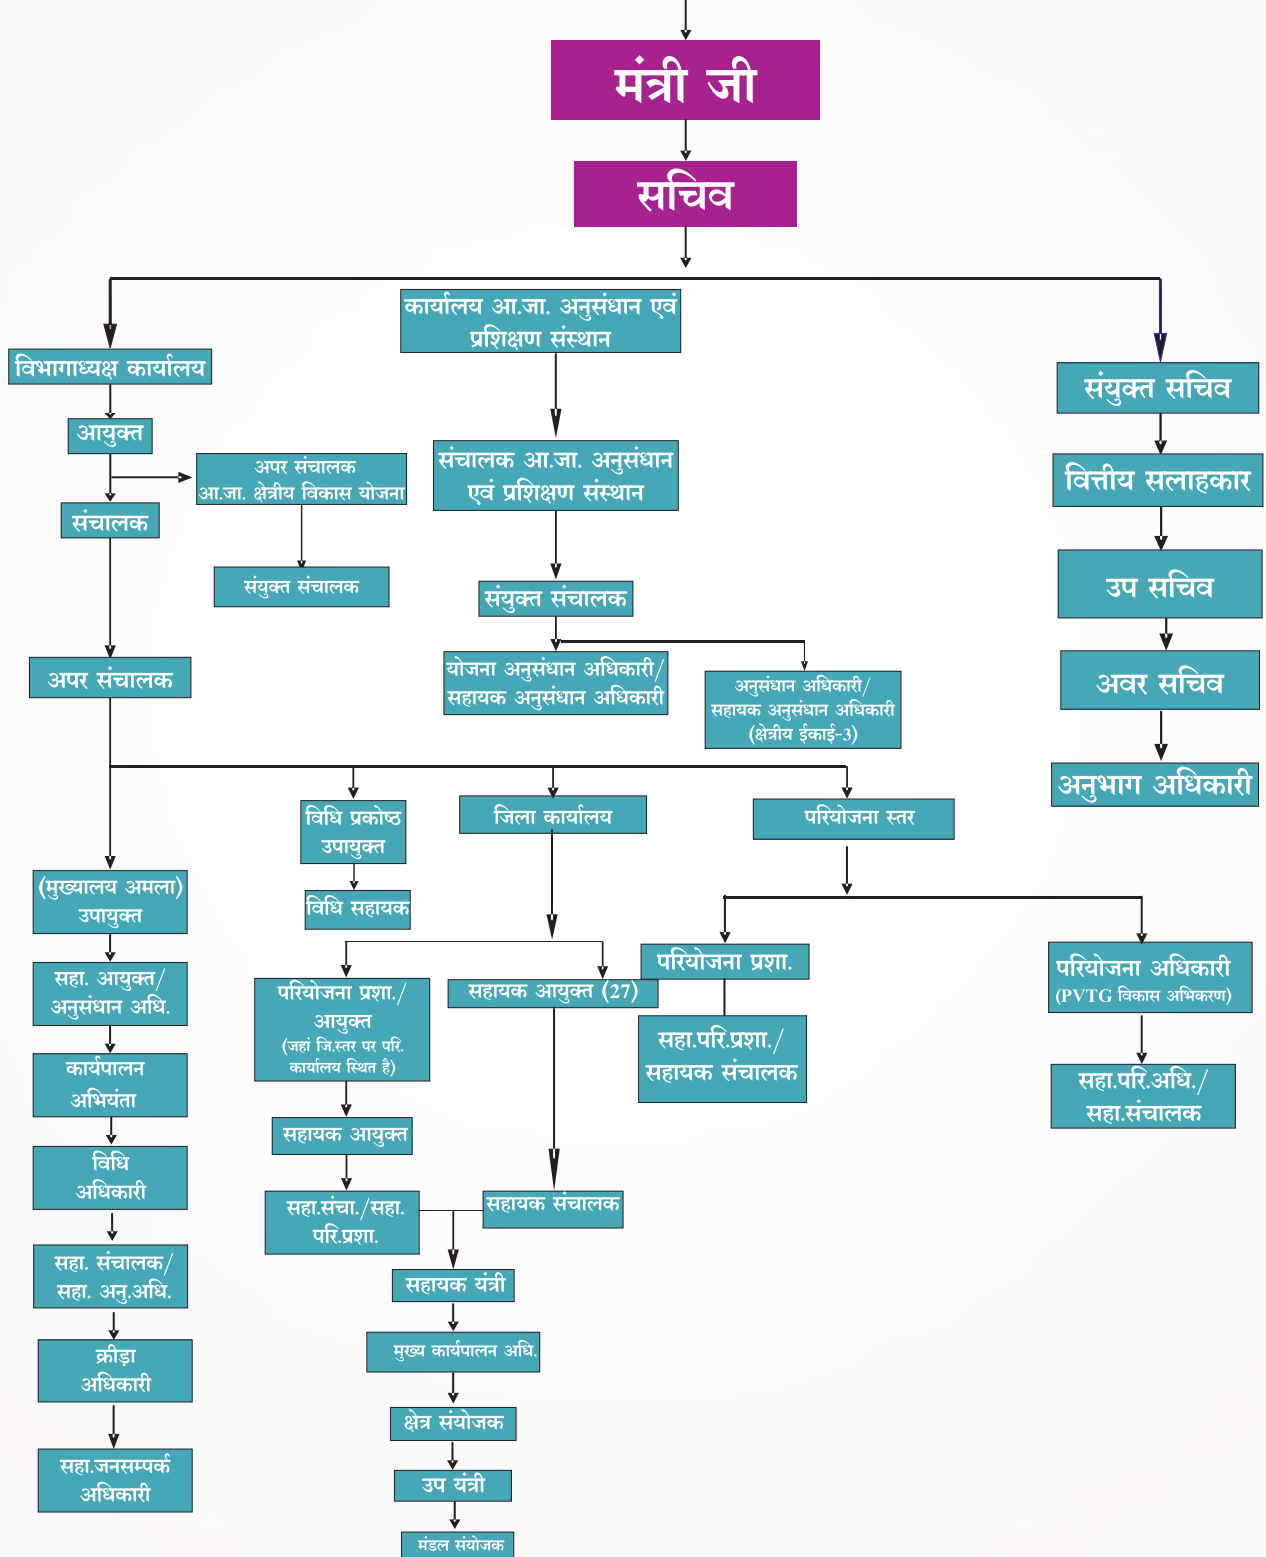 मंत्री जी
सचिव
कार्यालय आ.जा. अनुसंधान एवं
प्रशिक्षण संस्थान
विभागाध्यक्ष कार्यालय
संयुक्त सचिव
आयुक्त
अपर संचालक
आ.जा. क्षेत्रीय विकास योजना
संचालक आ.जा. अनुसंधान
एवं प्रशिक्षण संस्थान
वित्तीय सलाहकार
संचालक
संयुक्त संचालक
संयुक्त संचालक
उप सचिव
अपर संचालक
योजना अनुसंधान अधिकारी/
सहायक अनुसंधान अधिकारी
अनुसंधान अधिकारी/
सहायक अनुसंधान अधिकारी
(क्षेत्रीय ईकाई-3)
अवर सचिव
अनुभाग अधिकारी
विधि प्रकोष्ठ
उपायुक्त
जिला कार्यालय
परियोजना स्तर
(मुख्यालय अमला)
उपायुक्त
विधि सहायक
सहा. आयुक्त/
अनुसंधान अधि.
परियोजना प्रशा./
आयुक्त
(जहां जि.स्तर पर परि.
कार्यालय स्थित है)
सहायक आयुक्त (27)
परियोजना प्रशा.
परियोजना अधिकारी
(PVTG विकास अभिकरण)
सहा.परि.प्रशा./
सहायक संचालक
कार्यपालन
अभियंता
सहा.परि.अधि./
सहा.संचालक
सहायक आयुक्त
विधि
अधिकारी
सहा.संचा./सहा.
परि.प्रशा.
सहायक संचालक
सहा. संचालक/
सहा. अनु.अधि.
सहायक यंत्री
क्रीड़ा
अधिकारी
मुख्य कार्यपालन अधि.
क्षेत्र संयोजक
सहा.जनसम्पर्क
अधिकारी
उप यंत्री
मंडल संयोजक